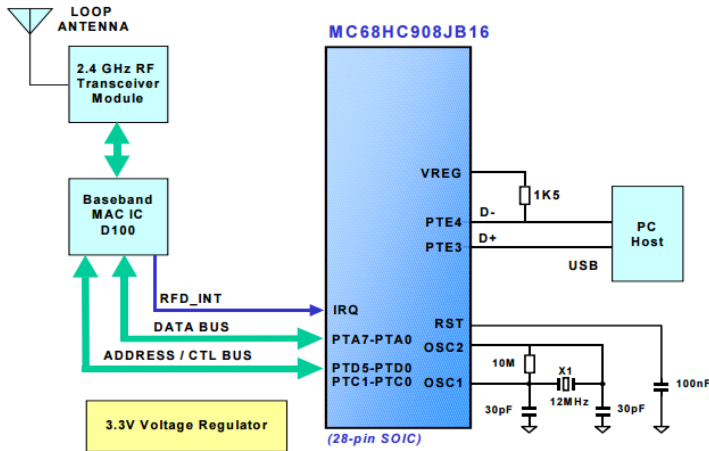 LOOP
ANTENNA
MC68HC908JB16
2.4 GHz RF
Transceiver
Module
Baseband
MAC IC
D100
VREG
1K5
PTE4
D-
PTE3
D+
USB
PC
Host
RFD_INT
IRQ
DATA BUS
PTA7-PTA0
ADDRESS / CTL BUS
PTD5-PTD0
PTC1-PTC0
RST
OSC2
OSC1
10M
X1
12MHz
30pF
30pF
100nF
3.3V Voltage Regulator
(28-pin SOIC)